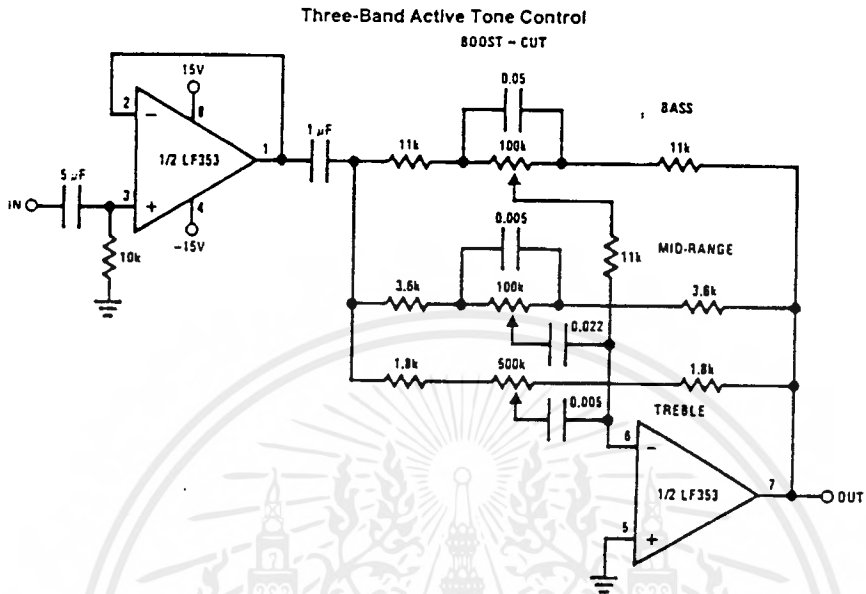 Three-Band Active Tone Control
BOOST - CUT
0.05
BASS
15V
2
8
1 µF
11k
100k
11k
1/2 LF353
1
5 µF
IN
3
4
-15V
10k
0.005
11k
MID-RANGE
3.6k
100k
3.6k
0.022
1.8k
500k
1.8k
0.005
TREBLE
6
7
1/2 LF353
OUT
5